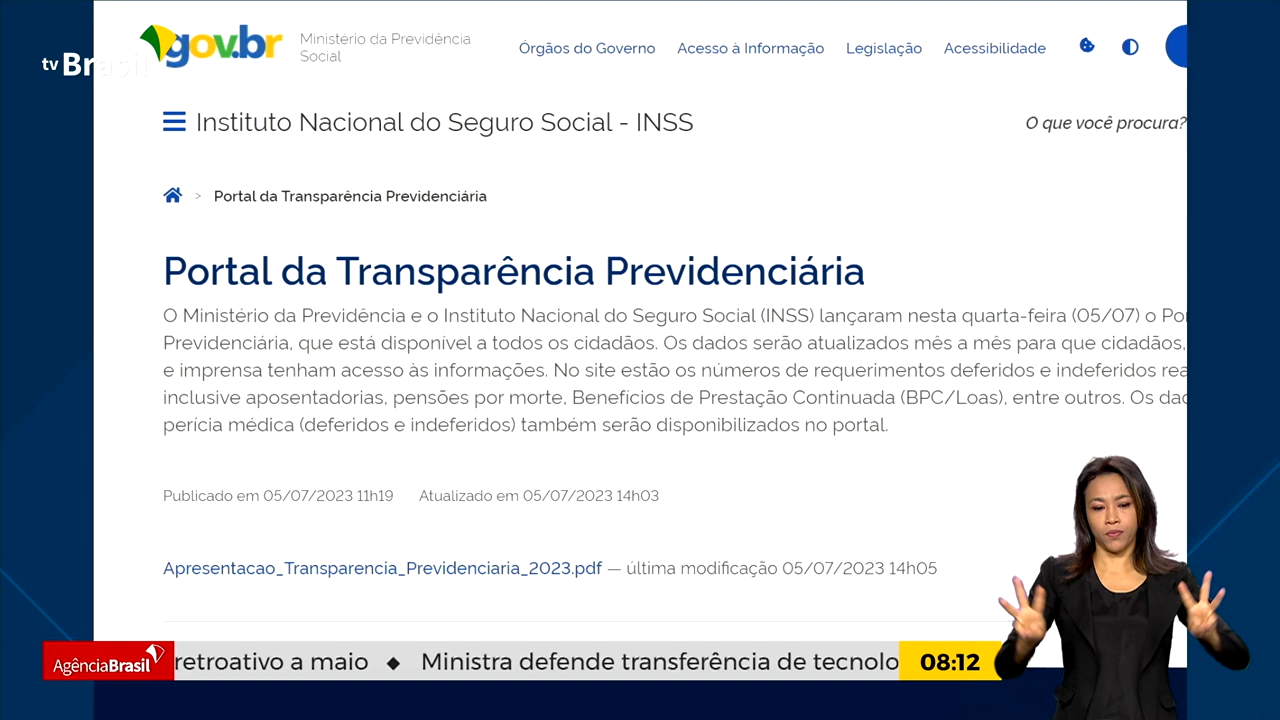 gov.br
Ministério da Previdência
Social
Órgãos do Governo Acesso à Informação Legislação Acessibilidade
tv Brasil
Instituto Nacional do Seguro Social - INSS
O que você procura?
> Portal da Transparência Previdenciária
Portal da Transparência Previdenciária
O Ministério da Previdência e o Instituto Nacional do Seguro Social (INSS) lançaram nesta quarta-feira (05/07) o Po
Previdenciária, que está disponível a todos os cidadãos. Os dados serão atualizados mês a mês para que cidadãos,
e imprensa tenham acesso às informações. No site estão os números de requerimentos deferidos e indeferidos rea
inclusive aposentadorias, pensões por morte, Benefícios de Prestação Continuada (BPC/Loas), entre outros. Os dad
perícia médica (deferidos e indeferidos) também serão disponibilizados no portal.
Publicado em 05/07/2023 11h19 Atualizado em 05/07/2023 14h03
Apresentacao_Transparencia_Previdenciaria_2023.pdf — última modificação 05/07/2023 14h05
AgênciaBrasil retroativo a maio ◆ Ministra defende transferência de tecnolo 08:12